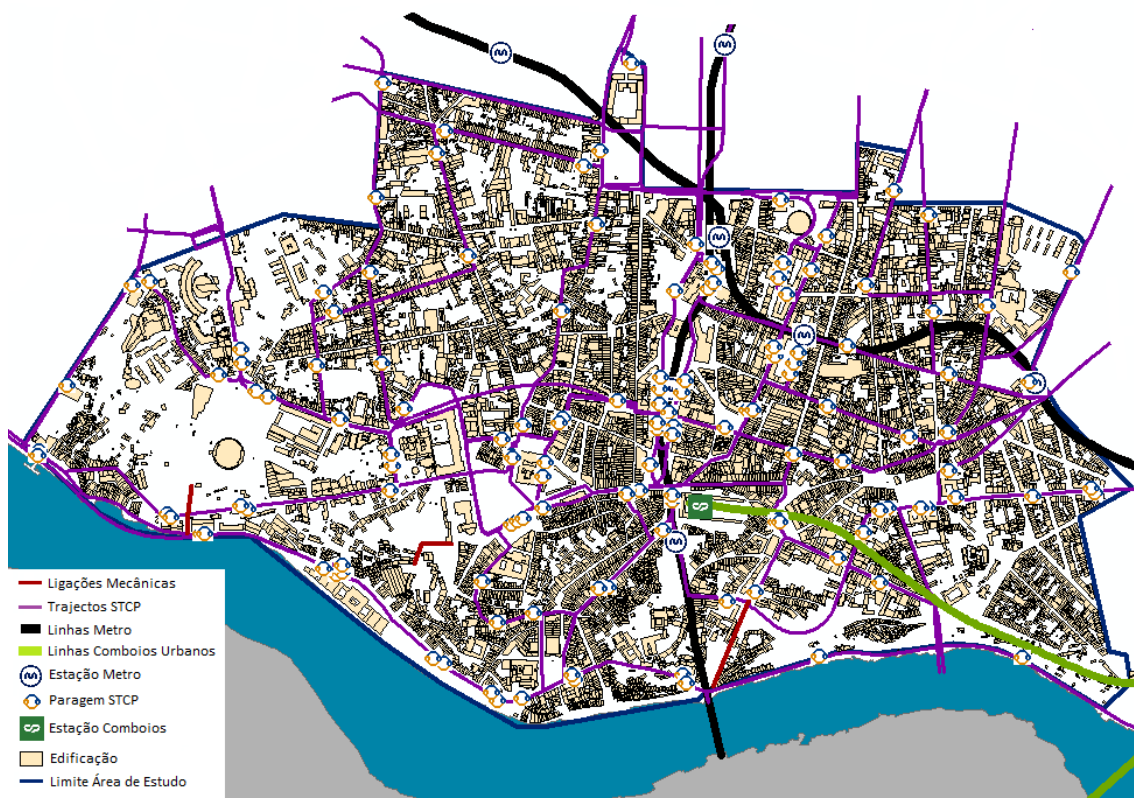 Ligações Mecânicas
Trajectos STCP
Linhas Metro
Linhas Comboios Urbanos
Estação Metro
Paragem STCP
Estação Comboios
Edificação
Limite Área de Estudo